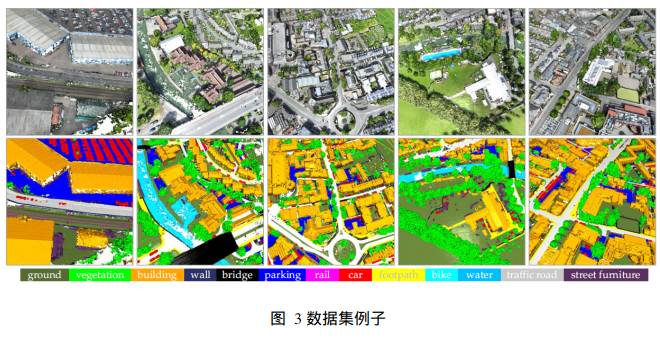 ground vegetation building wall bridge parking rail car footpath bike water traffic road street furniture
图 3 数据集例子